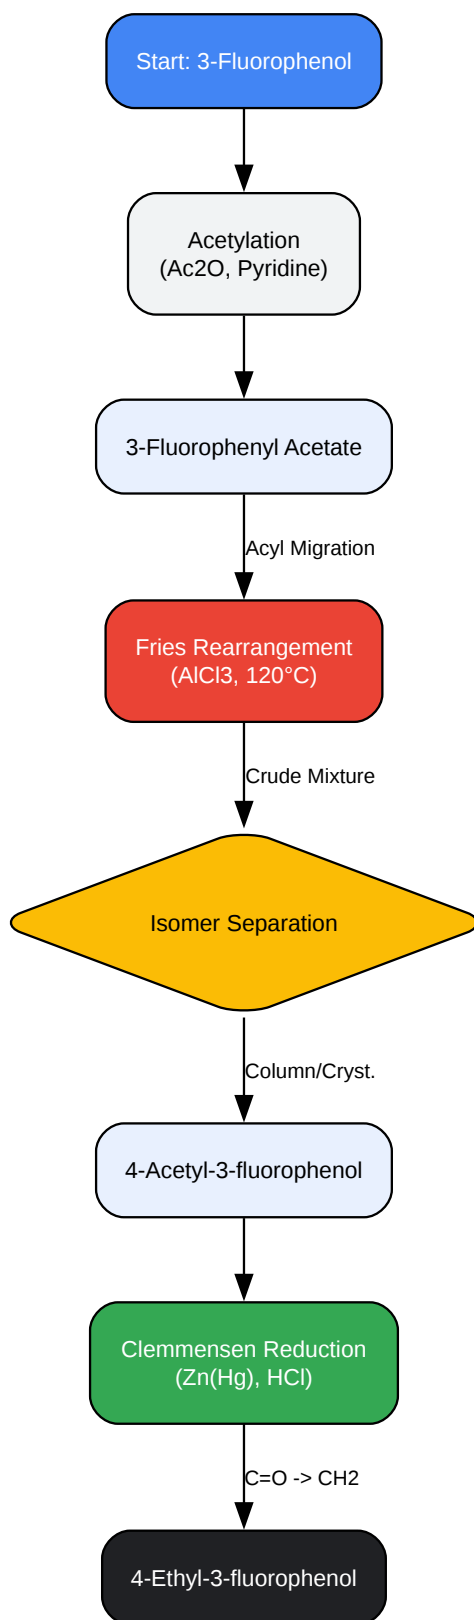 Start: 3-Fluorophenol
Acetylation
(Ac2O, Pyridine)
3-Fluorophenyl Acetate
Acyl Migration
Fries Rearrangement
(AlCl3, 120°C)
Crude Mixture
Isomer Separation
Column/Cryst.
4-Acetyl-3-fluorophenol
Clemmensen Reduction
(Zn(Hg), HCl)
C=O -> CH2
4-Ethyl-3-fluorophenol